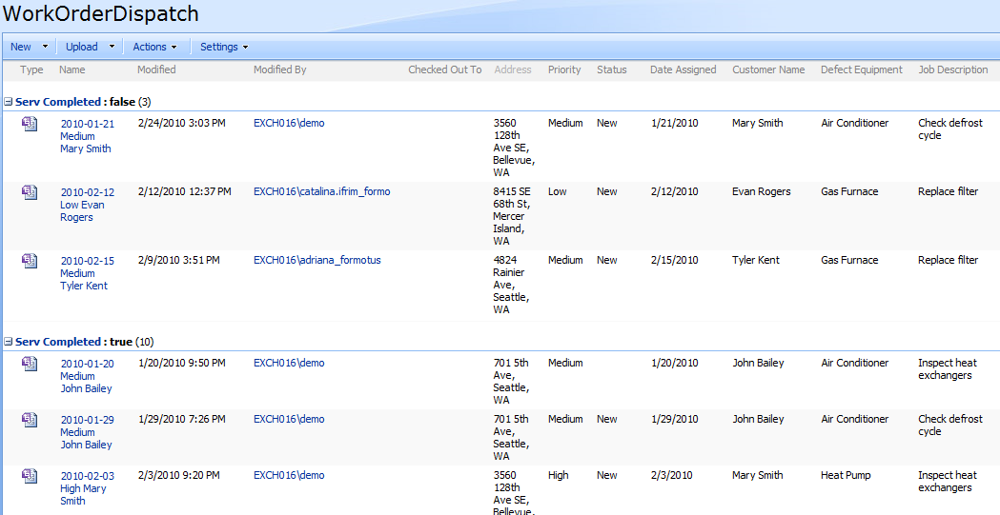 WorkOrderDispatch
New Upload Actions Settings
Type Name Modified Modified By Checked Out To Address Priority Status Date Assigned Customer Name Defect Equipment Job Description
Serv Completed : false (3)
2010-01-21 2/24/2010 3:03 PM EXCH016\demo 3560 Medium New 1/21/2010 Mary Smith Air Conditioner Check defrost
Medium 128th cycle
Mary Smith Ave SE,
Bellevue,
WA
2010-02-12 2/12/2010 12:37 PM EXCH016\catalina.ifrim_formo 8415 SE Low New 2/12/2010 Evan Rogers Gas Furnace Replace filter
Low Evan 68th St,
Rogers Mercer
Island,
WA
2010-02-15 2/9/2010 3:51 PM EXCH016\adriana_formotus 4824 Medium New 2/15/2010 Tyler Kent Gas Furnace Replace filter
Medium Rainier
Tyler Kent Ave,
Seattle,
WA
Serv Completed : true (10)
2010-01-20 1/20/2010 9:50 PM EXCH016\demo 701 5th Medium 1/20/2010 John Bailey Air Conditioner Inspect heat
Medium Ave, exchangers
John Bailey Seattle,
WA
2010-01-29 1/29/2010 7:26 PM EXCH016\demo 701 5th Medium New 1/29/2010 John Bailey Air Conditioner Check defrost
Medium Ave, cycle
John Bailey Seattle,
WA
2010-02-03 2/3/2010 9:20 PM EXCH016\demo 3560 High New 2/3/2010 Mary Smith Heat Pump Inspect heat
High Mary 128th exchangers
Smith Ave SE,
Bellevue,